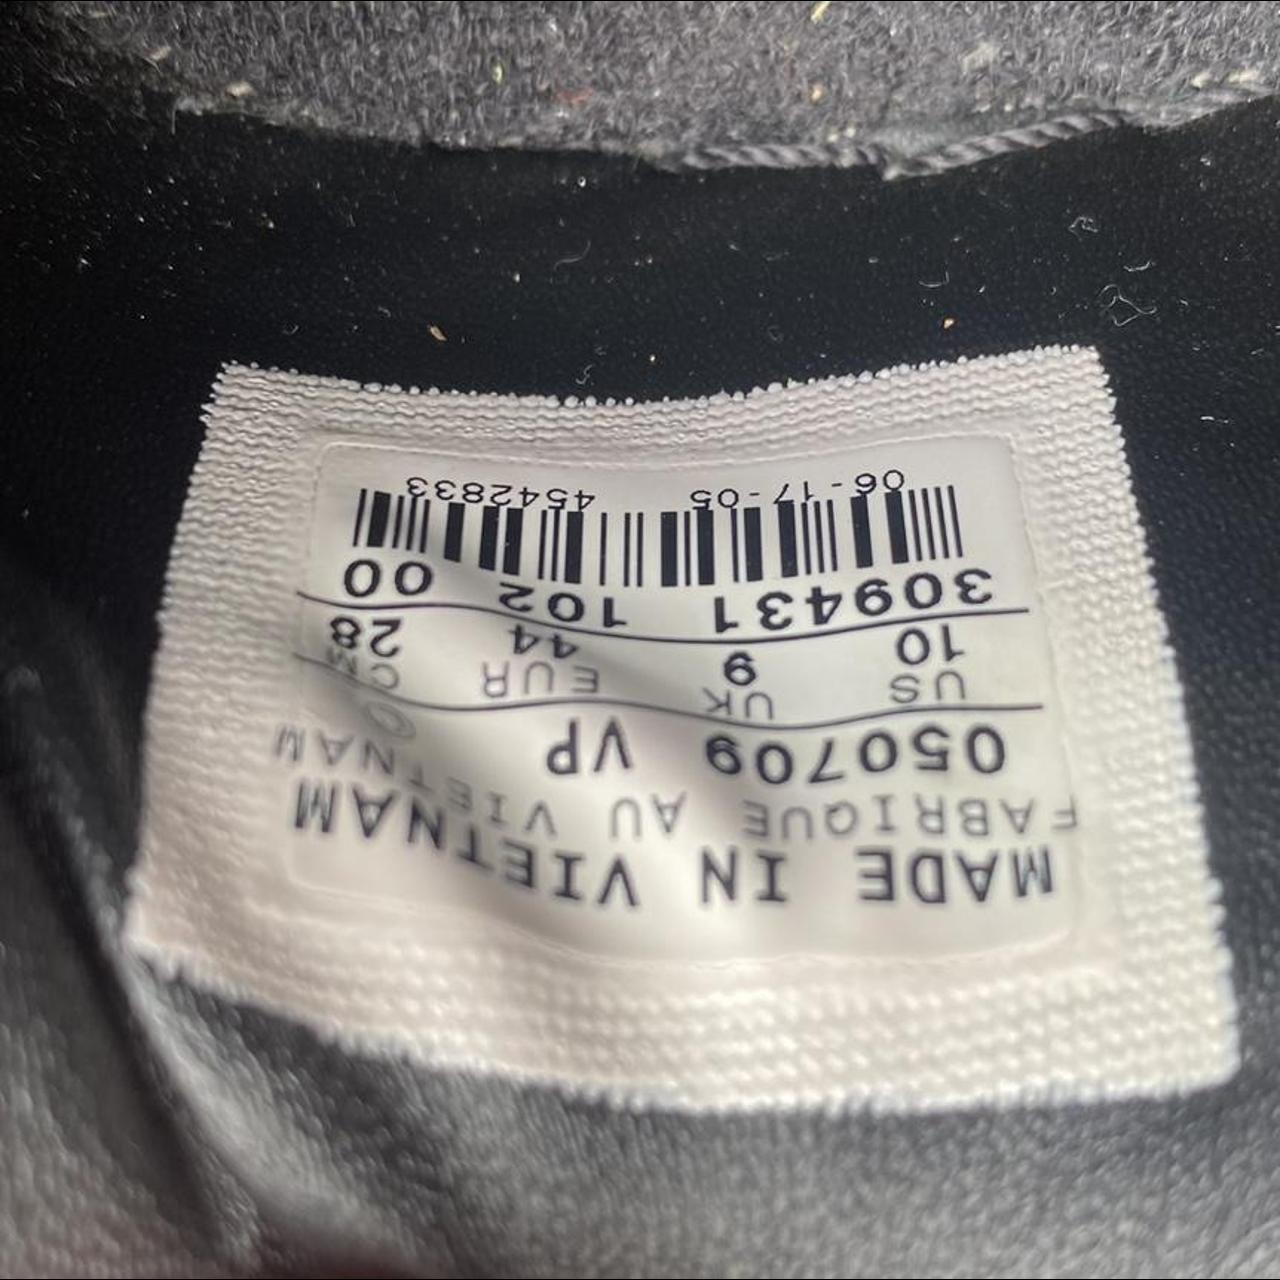 MADE IN VIETNAM
FABRIQUE AU VIETNAM
050709 VP O
US UK EUR CM
10 9 44 28
309431 102 00
06-17-05 4542833